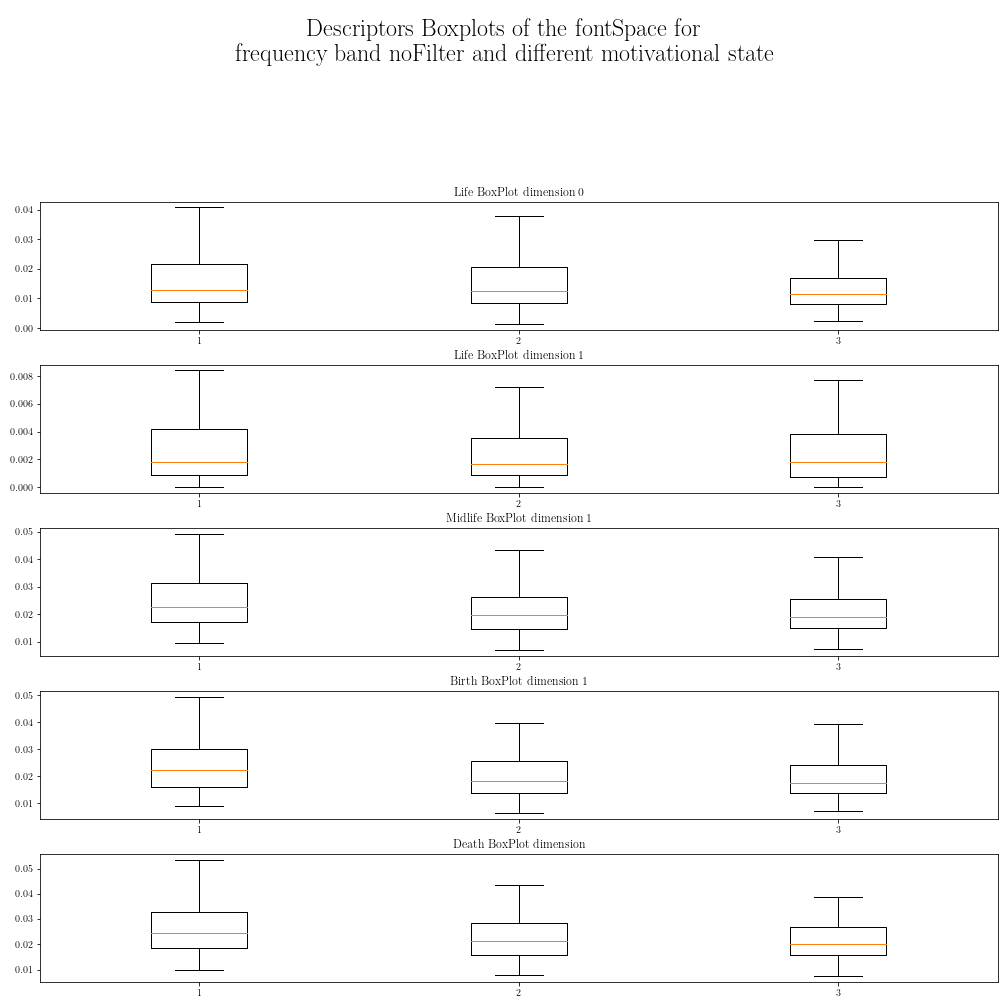 Descriptors Boxplots of the fontSpace for
frequency band noFilter and different motivational state
Life BoxPlot dimension 0
0.04
0.03
0.02
0.01
0.00
1 2 3
Life BoxPlot dimension 1
0.008
0.006
0.004
0.002
0.000
1 2 3
Midlife BoxPlot dimension 1
0.05
0.04
0.03
0.02
0.01
1 2 3
Birth BoxPlot dimension 1
0.05
0.04
0.03
0.02
0.01
1 2 3
Death BoxPlot dimension
0.05
0.04
0.03
0.02
0.01
1 2 3